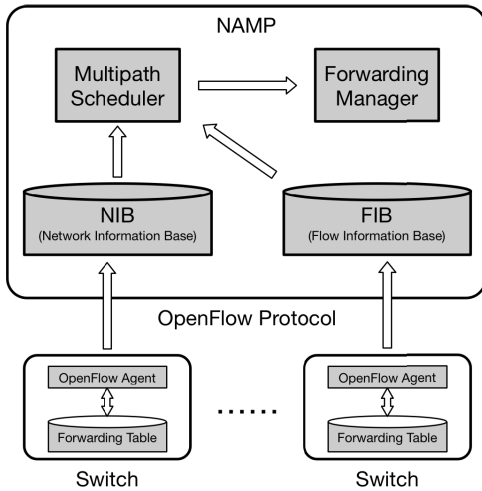 NAMP
Multipath
Scheduler
Forwarding
Manager
NIB
(Network Information Base)
FIB
(Flow Information Base)
OpenFlow Protocol
OpenFlow Agent
Forwarding Table
Switch
......
OpenFlow Agent
Forwarding Table
Switch